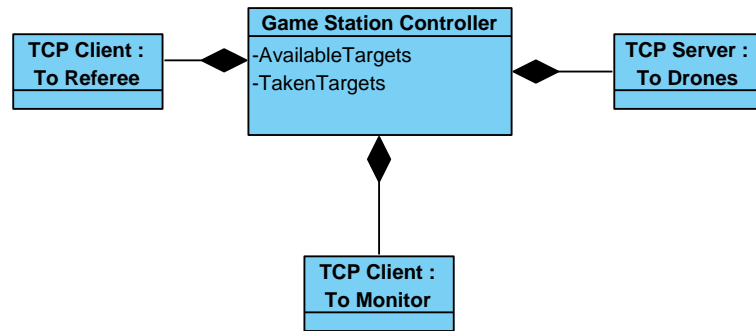 Game Station Controller
-AvailableTargets
-TakenTargets
TCP Client :
To Referee
TCP Server :
To Drones
TCP Client :
To Monitor